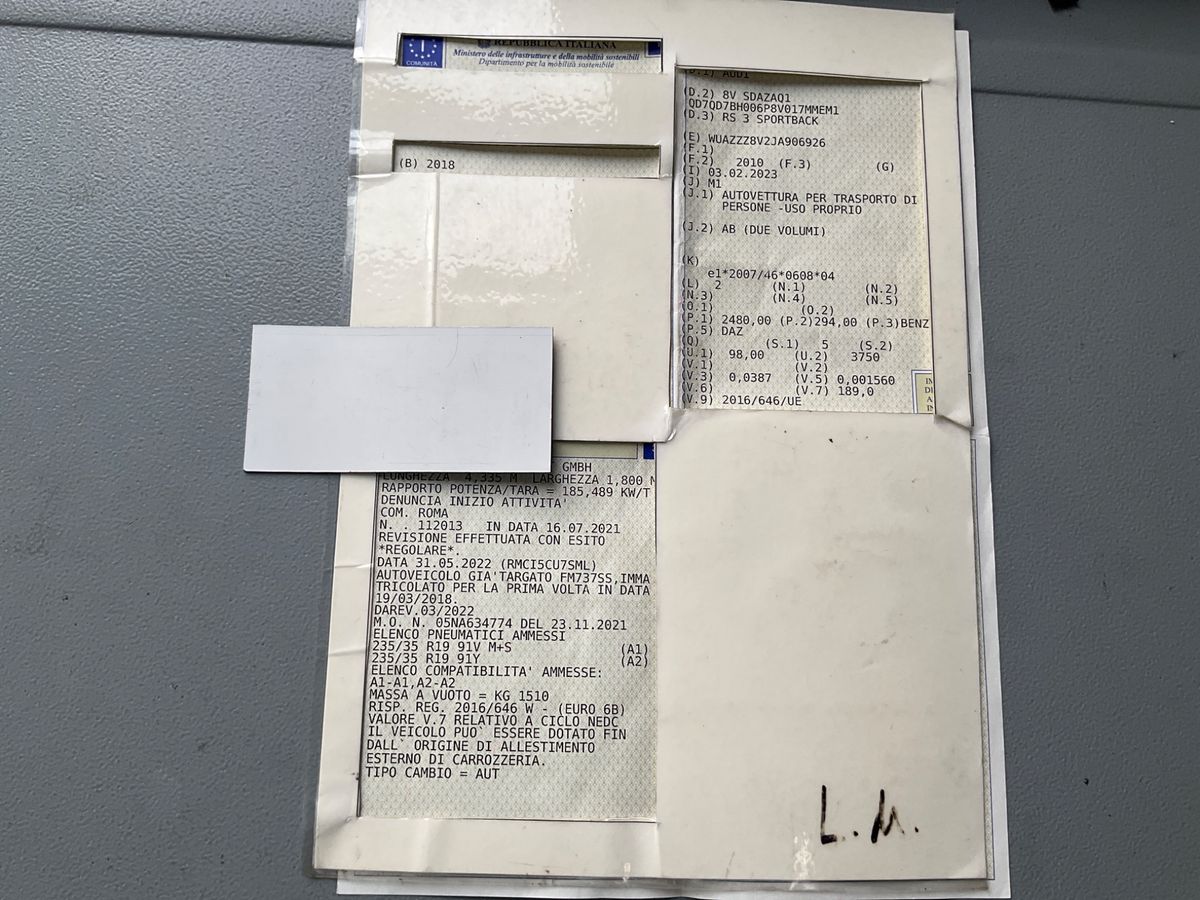 COMUNITÀ
REPUBBLICA ITALIANA
Ministero delle infrastrutture e della mobilità sostenibili
Dipartimento per la mobilità sostenibile
(B) 2018
(D.1) AUDI
(D.2) 8V SDAZAQ1
QD7QD7BH006P8V017MMEM1
(D.3) RS 3 SPORTBACK
(E) WUAZZZ8V2JA906926
(F.1)
(F.2) 2010 (F.3) (G)
(I) 03.02.2023
(J) M1
(J.1) AUTOVETTURA PER TRASPORTO DI
PERSONE -USO PROPRIO
(J.2) AB (DUE VOLUMI)
(K)
e1*2007/46*0608*04
(L) 2 (N.1) (N.2)
(N.3) (N.4) (N.5)
(O.1) (O.2)
(P.1) 2480,00 (P.2)294,00 (P.3)BENZ
(P.5) DAZ
(Q) (S.1) 5 (S.2)
(U.1) 98,00 (U.2) 3750
(V.1) (V.2)
(V.3) 0,0387 (V.5) 0,001560
(V.6) (V.7) 189,0
(V.9) 2016/646/UE
GMBH
LUNGHEZZA 4,335 M LARGHEZZA 1,800 M
RAPPORTO POTENZA/TARA = 185,489 KW/T
DENUNCIA INIZIO ATTIVITA'
COM. ROMA
N. . 112013 IN DATA 16.07.2021
REVISIONE EFFETTUATA CON ESITO
*REGOLARE*.
DATA 31.05.2022 (RMCI5CU7SML)
AUTOVEICOLO GIA'TARGATO FM737SS,IMMA
TRICOLATO PER LA PRIMA VOLTA IN DATA
19/03/2018.
DAREV.03/2022
M.O. N. 05NA634774 DEL 23.11.2021
ELENCO PNEUMATICI AMMESSI
235/35 R19 91V M+S (A1)
235/35 R19 91Y (A2)
ELENCO COMPATIBILITA' AMMESSE:
A1-A1,A2-A2
MASSA A VUOTO = KG 1510
RISP. REG. 2016/646 W - (EURO 6B)
VALORE V.7 RELATIVO A CICLO NEDC
IL VEICOLO PUO` ESSERE DOTATO FIN
DALL` ORIGINE DI ALLESTIMENTO
ESTERNO DI CARROZZERIA.
TIPO CAMBIO = AUT
L. M.